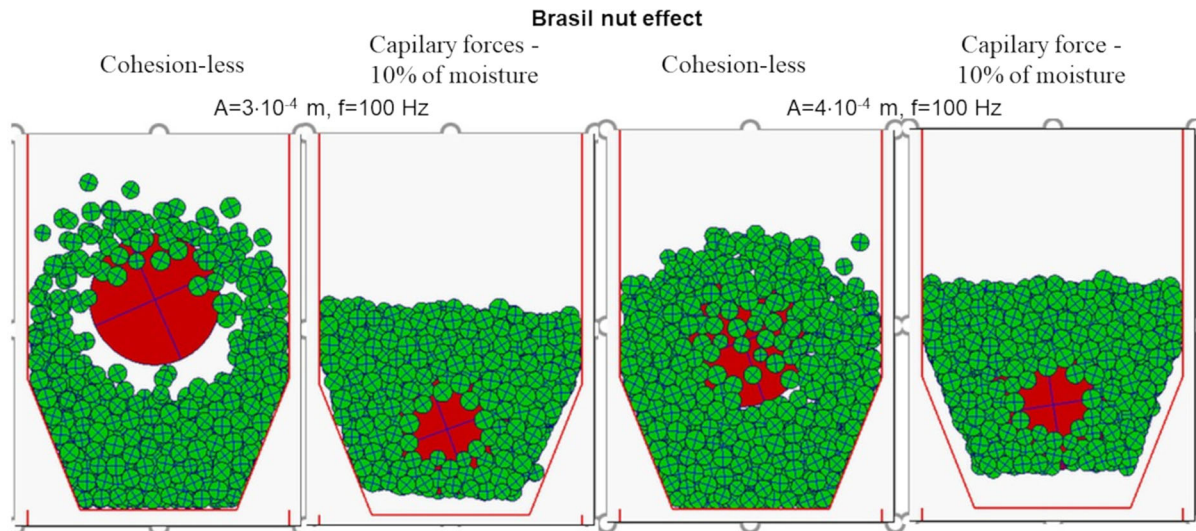 Brasil nut effect
Cohesion-less
Capilary forces -
10% of moisture
Cohesion-less
Capilary force -
10% of moisture
A=3·10⁻⁴ m, f=100 Hz
A=4·10⁻⁴ m, f=100 Hz